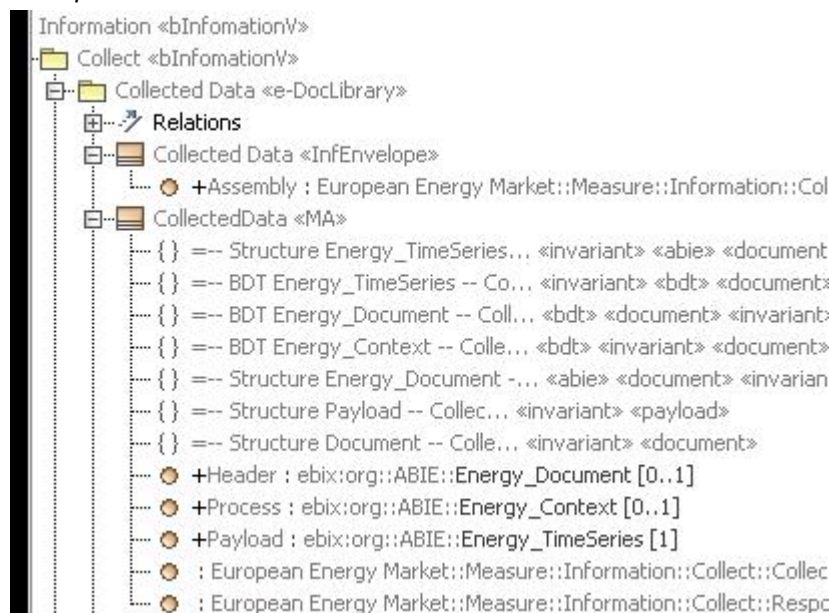 Information «bInfomationV»
Collect «bInfomationV»
Collected Data «e-DocLibrary»
Relations
Collected Data «InfEnvelope»
+Assembly : European Energy Market::Measure::Information::Col
CollectedData «MA»
{} =-- Structure Energy_TimeSeries... «invariant» «abie» «document
{} =-- BDT Energy_TimeSeries -- Co... «invariant» «bdt» «document»
{} =-- BDT Energy_Document -- Coll... «bdt» «document» «invariant»
{} =-- BDT Energy_Context -- Colle... «bdt» «invariant» «document»
{} =-- Structure Energy_Document -... «abie» «document» «invarian
{} =-- Structure Payload -- Collec... «invariant» «payload»
{} =-- Structure Document -- Colle... «invariant» «document»
+Header : ebix:org::ABIE::Energy_Document [0..1]
+Process : ebix:org::ABIE::Energy_Context [0..1]
+Payload : ebix:org::ABIE::Energy_TimeSeries [1]
: European Energy Market::Measure::Information::Collect::Collec
: European Energy Market::Measure::Information::Collect::Respo